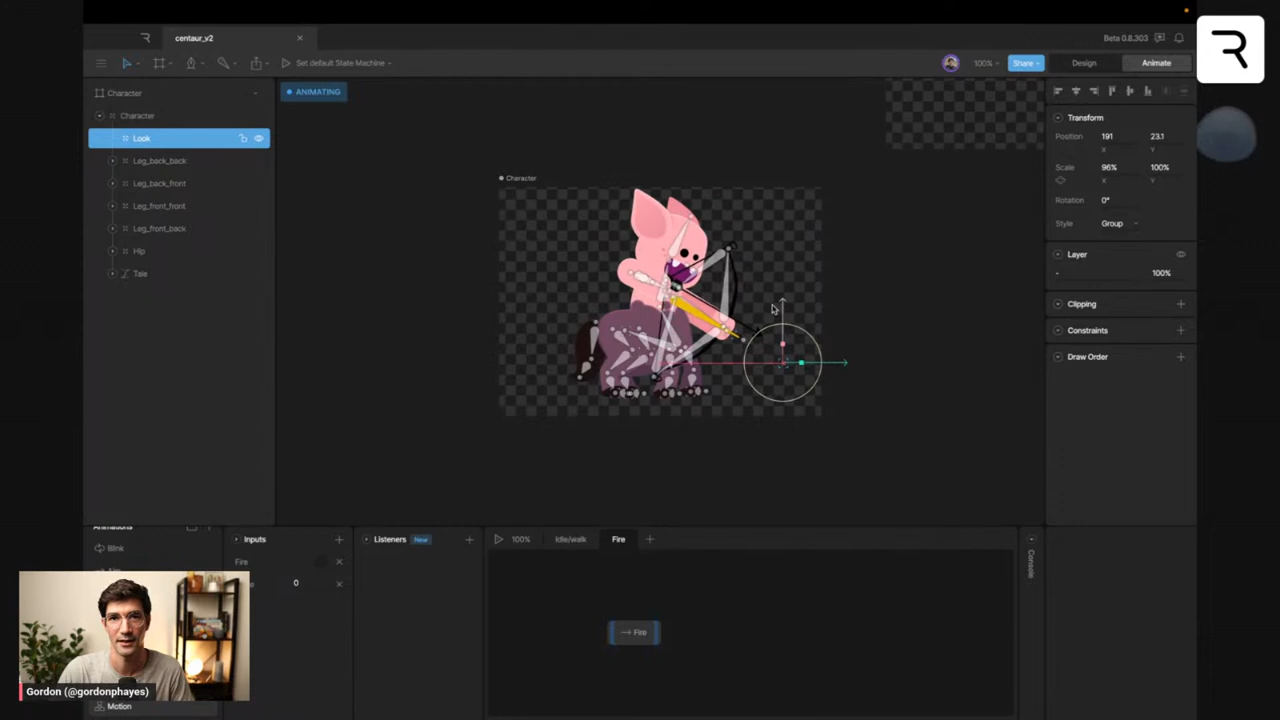 centaur_v2
Beta 0.8.303
Set default State Machine
100%
Share
Design
Animate
Character
ANIMATING
Character
Look
Leg_back_back
Leg_back_front
Leg_front_front
Leg_front_back
Hip
Tale
Character
Transform
Position
191
23.1
X
Y
Scale
96%
100%
X
Y
Rotation
0°
Style
Group
Layer
-
100%
Clipping
Constraints
Draw Order
Animations
Blink
Inputs
Fire
0
Listeners
New
100%
Idle/walk
Fire
Fire
Console
Gordon (@gordonphayes)
Motion